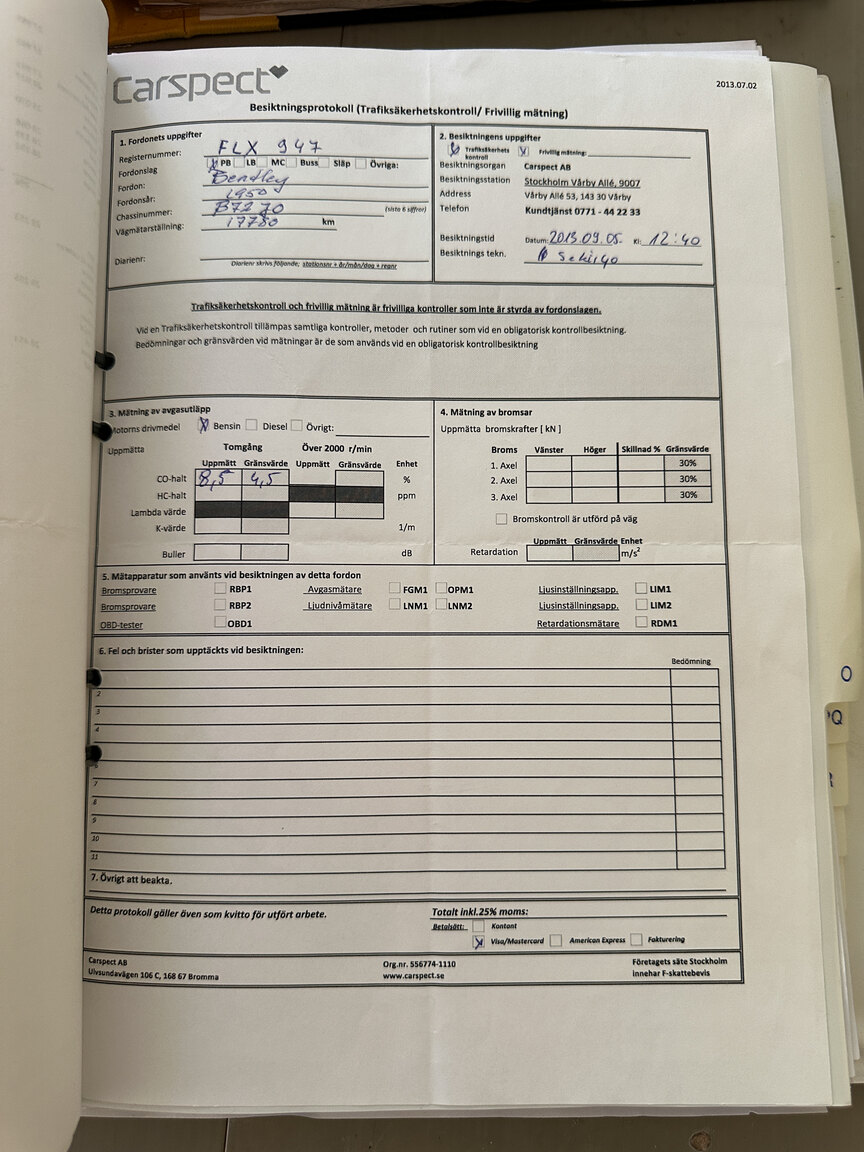 Carspect
2013.07.02
Besiktningsprotokoll (Trafiksäkerhetskontroll/ Frivillig mätning)
1. Fordonets uppgifter
Registernummer: FLX 947
Fordonslag PB LB MC Buss Släp Övriga:
Fordon: Bendley
Fordonsår: 1950
Chassinummer: B7270 (sista 6 siffror)
Vägmätarställning: 17780 km
Diarienr:
Diarienr skrivs följande; stationsnr + år/mån/dag + regnr
2. Besiktningens uppgifter
Trafiksäkerhets kontroll Frivillig mätning:
Besiktningsorgan Carspect AB
Besiktningsstation Stockholm Vårby Allé, 9007
Address Vårby Allé 53, 143 30 Vårby
Telefon Kundtjänst 0771 - 44 22 33
Besiktningstid Datum: 2013.09.05. Kl: 12:40
Besiktnings tekn.
Trafiksäkerhetskontroll och frivillig mätning är frivilliga kontroller som inte är styrda av fordonslagen.
Vid en Trafiksäkerhetskontroll tillämpas samtliga kontroller, metoder och rutiner som vid en obligatorisk kontrollbesiktning.
Bedömningar och gränsvärden vid mätningar är de som används vid en obligatorisk kontrollbesiktning
3. Mätning av avgasutläpp
Motorns drivmedel Bensin Diesel Övrigt:
Uppmätta Tomgång Över 2000 r/min
Uppmätt Gränsvärde Uppmätt Gränsvärde Enhet
CO-halt 8,5 4,5 %
HC-halt ppm
Lambda värde
K-värde 1/m
Buller dB
4. Mätning av bromsar
Uppmätta bromskrafter [ kN ]
Broms Vänster Höger Skillnad % Gränsvärde
1. Axel 30%
2. Axel 30%
3. Axel 30%
Bromskontroll är utförd på väg
Uppmätt Gränsvärde Enhet
Retardation m/s²
5. Mätapparatur som använts vid besiktningen av detta fordon
Bromsprovare RBP1 Avgasmätare FGM1 OPM1 Ljusinställningsapp. LIM1
Bromsprovare RBP2 Ljudnivåmätare LNM1 LNM2 Ljusinställningsapp. LIM2
OBD-tester OBD1 Retardationsmätare RDM1
6. Fel och brister som upptäckts vid besiktningen:
Bedömning
2
3
4
6
7
8
9
10
11
7. Övrigt att beakta.
Detta protokoll gäller även som kvitto för utfört arbete.
Totalt inkl.25% moms:
Betalsätt: Kontant
Visa/Mastercard American Express Fakturering
Carspect AB
Ulvsundavägen 106 C, 168 67 Bromma
Org.nr. 556774-1110
www.carspect.se
Företagets säte Stockholm
innehar F-skattebevis
O
PQ